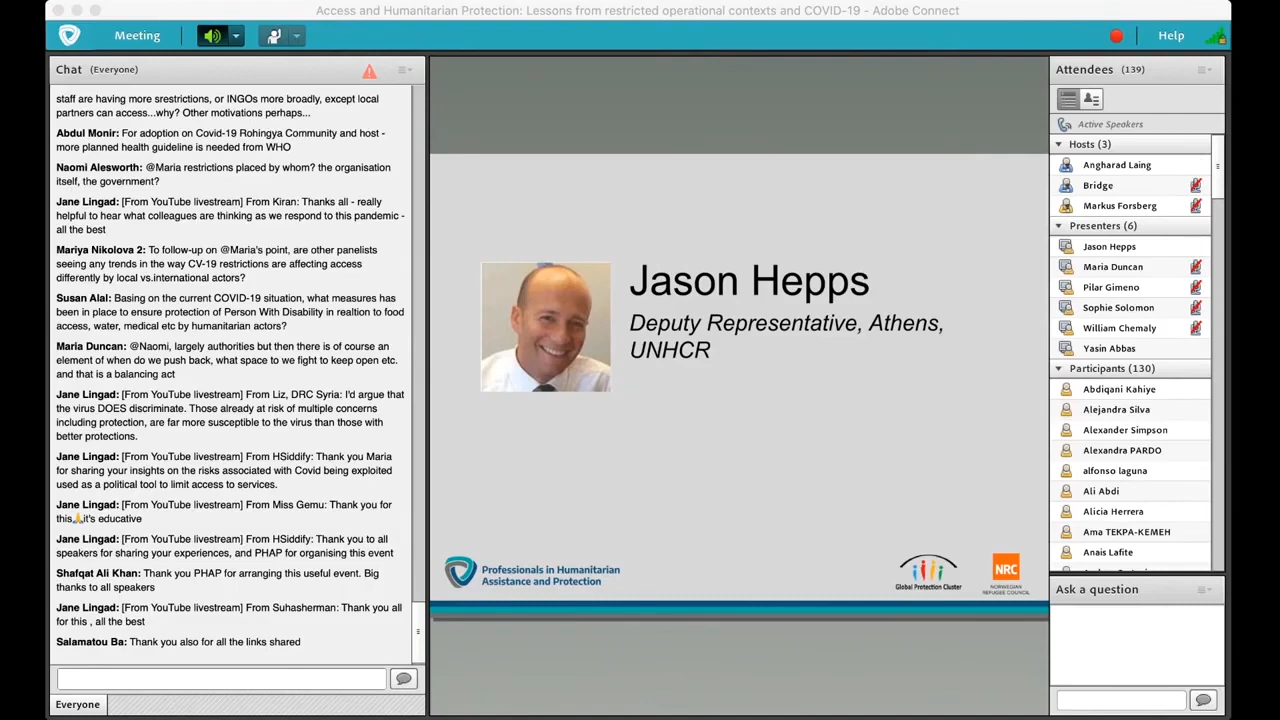 Access and Humanitarian Protection: Lessons from restricted operational contexts and COVID-19 - Adobe Connect
Meeting
Help
Chat (Everyone)
staff are having more srestrictions, or INGOs more broadly, except local
partners can access...why? Other motivations perhaps...
Abdul Monir: For adoption on Covid-19 Rohingya Community and host -
more planned health guideline is needed from WHO
Naomi Alesworth: @Maria restrictions placed by whom? the organisation
itself, the government?
Jane Lingad: [From YouTube livestream] From Kiran: Thanks all - really
helpful to hear what colleagues are thinking as we respond to this pandemic -
all the best
Mariya Nikolova 2: To follow-up on @Maria's point, are other panelists
seeing any trends in the way CV-19 restrictions are affecting access
differently by local vs.international actors?
Susan Alal: Basing on the current COVID-19 situation, what measures has
been in place to ensure protection of Person With Disability in realtion to food
access, water, medical etc by humanitarian actors?
Maria Duncan: @Naomi, largely authorities but then there is of course an
element of when do we push back, what space to we fight to keep open etc.
and that is a balancing act
Jane Lingad: [From YouTube livestream] From Liz, DRC Syria: I'd argue that
the virus DOES discriminate. Those already at risk of multiple concerns
including protection, are far more susceptible to the virus than those with
better protections.
Jane Lingad: [From YouTube livestream] From HSiddify: Thank you Maria
for sharing your insights on the risks associated with Covid being exploited
used as a political tool to limit access to services.
Jane Lingad: [From YouTube livestream] From Miss Gemu: Thank you for
this🙏it's educative
Jane Lingad: [From YouTube livestream] From HSiddify: Thank you to all
speakers for sharing your experiences, and PHAP for organising this event
Shafqat Ali Khan: Thank you PHAP for arranging this useful event. Big
thanks to all speakers
Jane Lingad: [From YouTube livestream] From Suhasherman: Thank you all
for this , all the best
Salamatou Ba: Thank you also for all the links shared
Everyone
Jason Hepps
Deputy Representative, Athens,
UNHCR
Professionals in Humanitarian
Assistance and Protection
Global Protection Cluster
NRC
NORWEGIAN
REFUGEE COUNCIL
Attendees (139)
Active Speakers
Hosts (3)
Angharad Laing
Bridge
Markus Forsberg
Presenters (6)
Jason Hepps
Maria Duncan
Pilar Gimeno
Sophie Solomon
William Chemaly
Yasin Abbas
Participants (130)
Abdiqani Kahiye
Alejandra Silva
Alexander Simpson
Alexandra PARDO
alfonso laguna
Ali Abdi
Alicia Herrera
Ama TEKPA-KEMEH
Anais Lafite
Ask a question